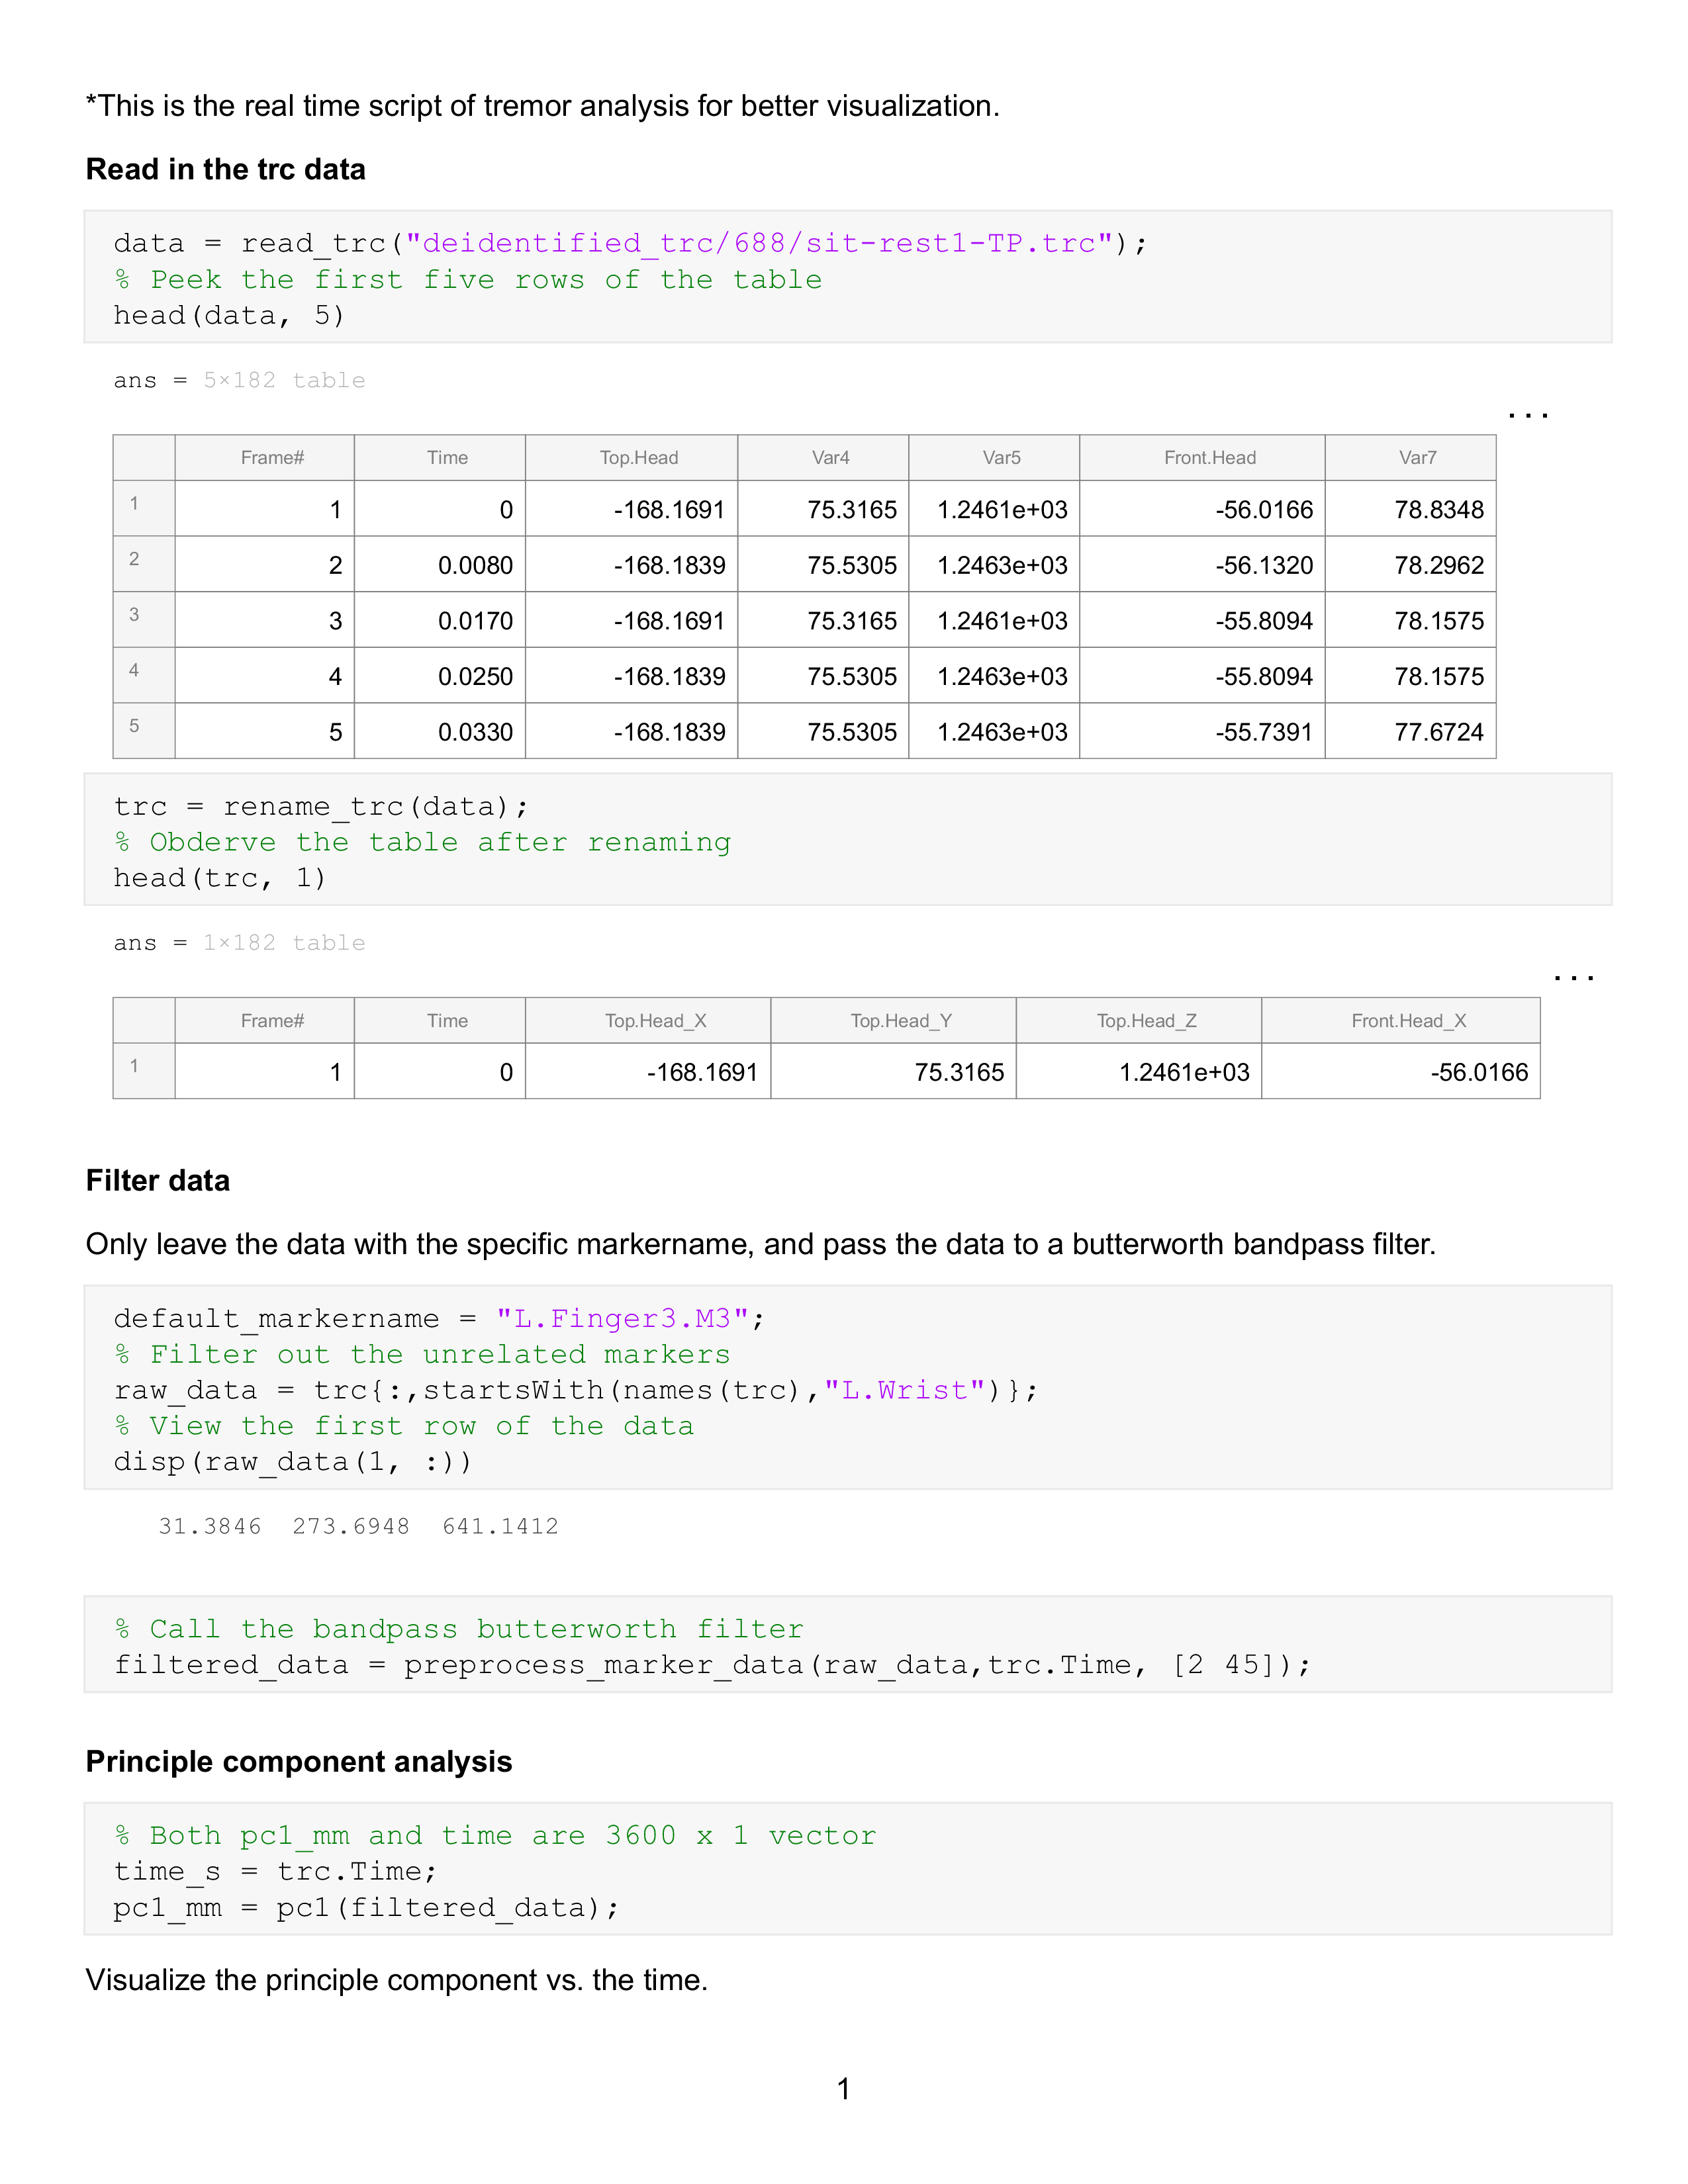 *This is the real time script of tremor analysis for better visualization.
Read in the trc data
data = read_trc("deidentified_trc/688/sit-rest1-TP.trc");
% Peek the first five rows of the table
head(data, 5)
ans = 5×182 table
...
Frame# Time Top.Head Var4 Var5 Front.Head Var7
1 1 0 -168.1691 75.3165 1.2461e+03 -56.0166 78.8348
2 2 0.0080 -168.1839 75.5305 1.2463e+03 -56.1320 78.2962
3 3 0.0170 -168.1691 75.3165 1.2461e+03 -55.8094 78.1575
4 4 0.0250 -168.1839 75.5305 1.2463e+03 -55.8094 78.1575
5 5 0.0330 -168.1839 75.5305 1.2463e+03 -55.7391 77.6724
trc = rename_trc(data);
% Obderve the table after renaming
head(trc, 1)
ans = 1×182 table
...
Frame# Time Top.Head_X Top.Head_Y Top.Head_Z Front.Head_X
1 1 0 -168.1691 75.3165 1.2461e+03 -56.0166
Filter data
Only leave the data with the specific markername, and pass the data to a butterworth bandpass filter.
default_markername = "L.Finger3.M3";
% Filter out the unrelated markers
raw_data = trc{:,startsWith(names(trc),"L.Wrist")};
% View the first row of the data
disp(raw_data(1, :))
31.3846 273.6948 641.1412
% Call the bandpass butterworth filter
filtered_data = preprocess_marker_data(raw_data,trc.Time, [2 45]);
Principle component analysis
% Both pc1_mm and time are 3600 x 1 vector
time_s = trc.Time;
pc1_mm = pc1(filtered_data);
Visualize the principle component vs. the time.
1